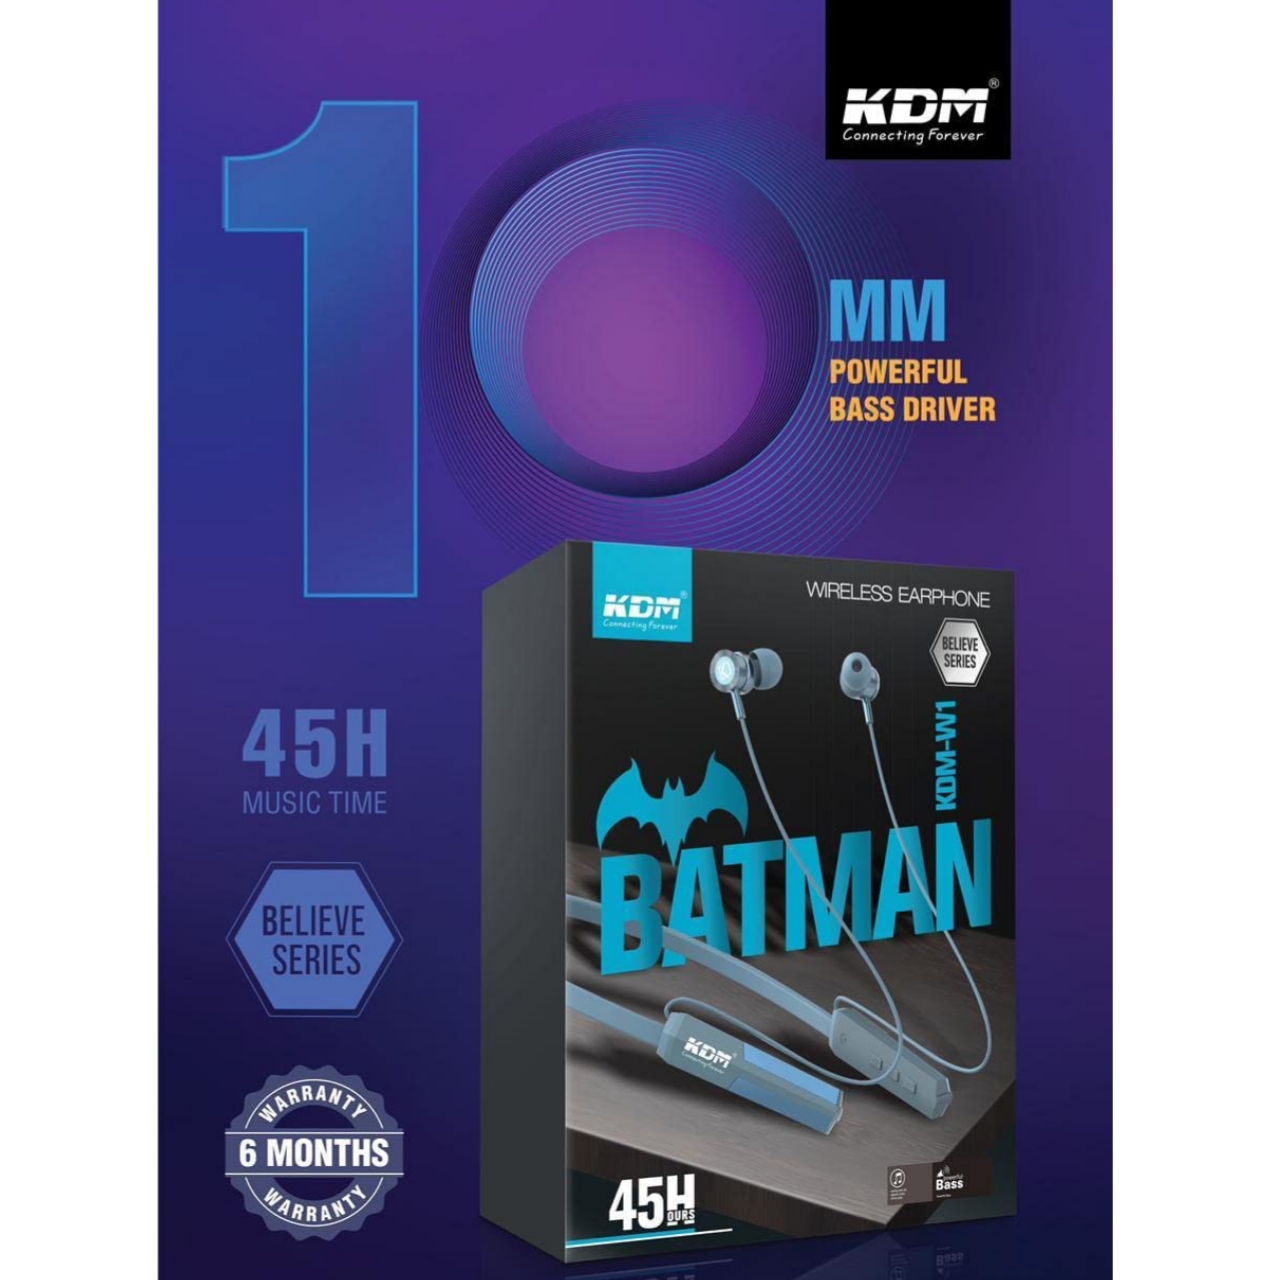 KDM®
Connecting Forever
10
MM
POWERFUL
BASS DRIVER
KDM®
Connecting Forever
WIRELESS EARPHONE
BELIEVE
SERIES
KDM-W1
45H
MUSIC TIME
BATMAN
BELIEVE
SERIES
KDM®
Connecting Forever
WARRANTY
6 MONTHS
WARRANTY
45H
OURS
Powerful
Bass